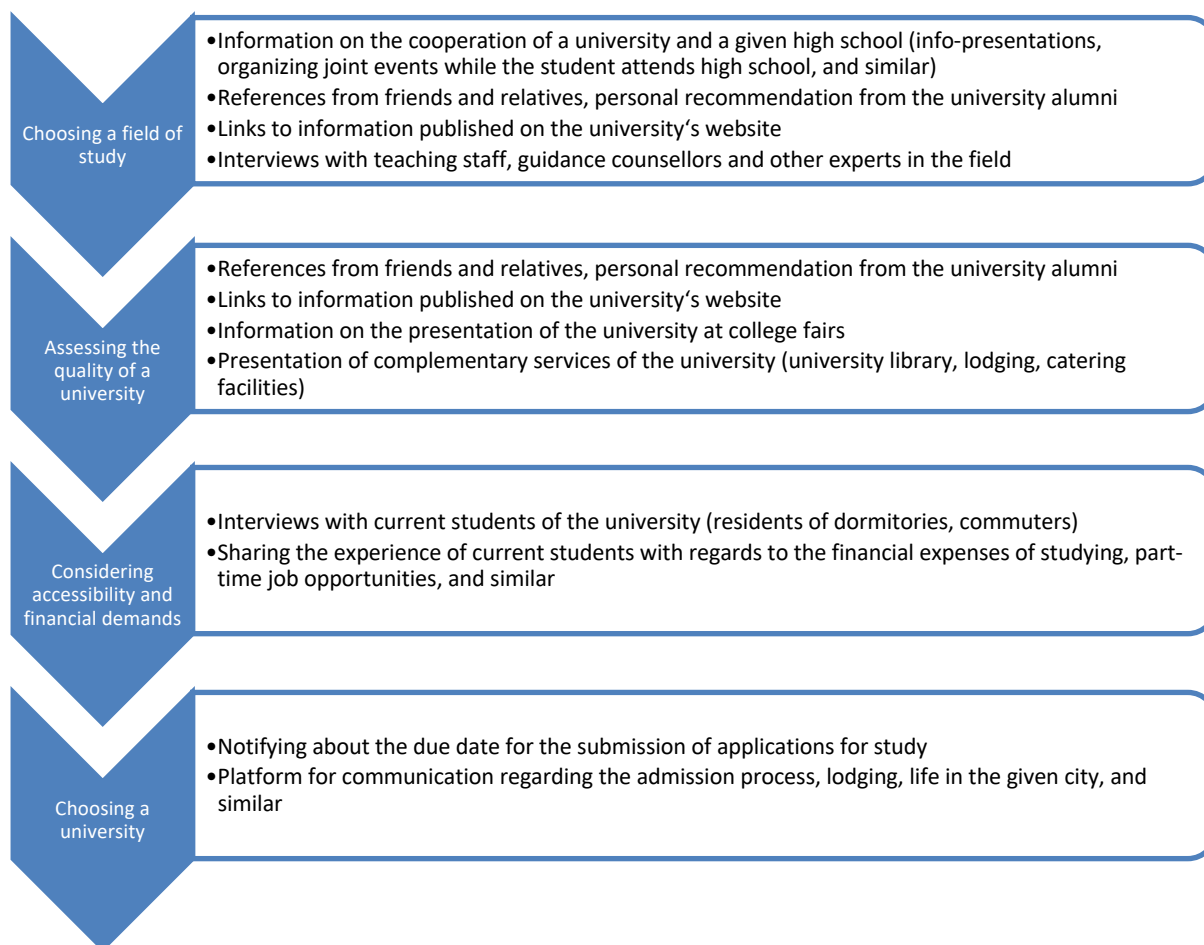 Choosing a field of
study
•Information on the cooperation of a university and a given high school (info-presentations,
organizing joint events while the student attends high school, and similar)
•References from friends and relatives, personal recommendation from the university alumni
•Links to information published on the university‘s website
•Interviews with teaching staff, guidance counsellors and other experts in the field
Assessing the
quality of a
university
•References from friends and relatives, personal recommendation from the university alumni
•Links to information published on the university‘s website
•Information on the presentation of the university at college fairs
•Presentation of complementary services of the university (university library, lodging, catering
facilities)
Considering
accessibility and
financial demands
•Interviews with current students of the university (residents of dormitories, commuters)
•Sharing the experience of current students with regards to the financial expenses of studying, part-
time job opportunities, and similar
Choosing a
university
•Notifying about the due date for the submission of applications for study
•Platform for communication regarding the admission process, lodging, life in the given city, and
similar